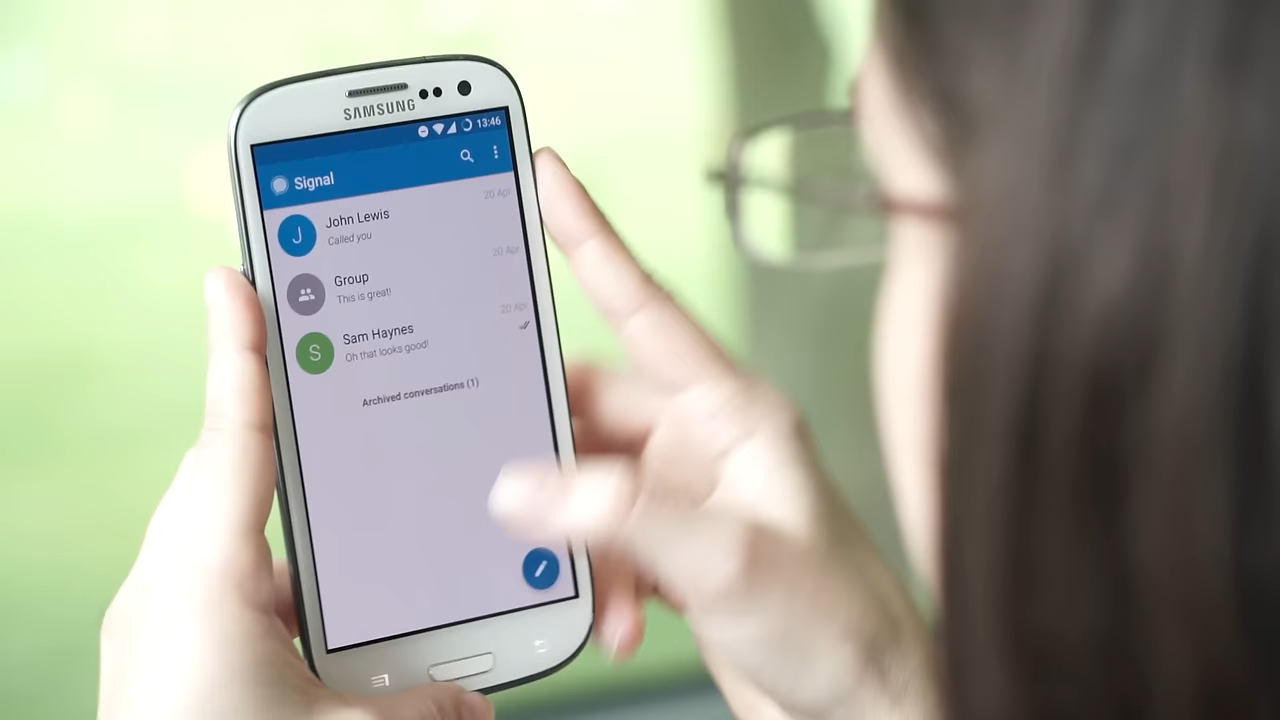 SAMSUNG
13:46
Signal
20 Apr
John Lewis
Called you
20 Apr
Group
This is great!
20 Apr
Sam Haynes
Oh that looks good!
Archived conversations (1)